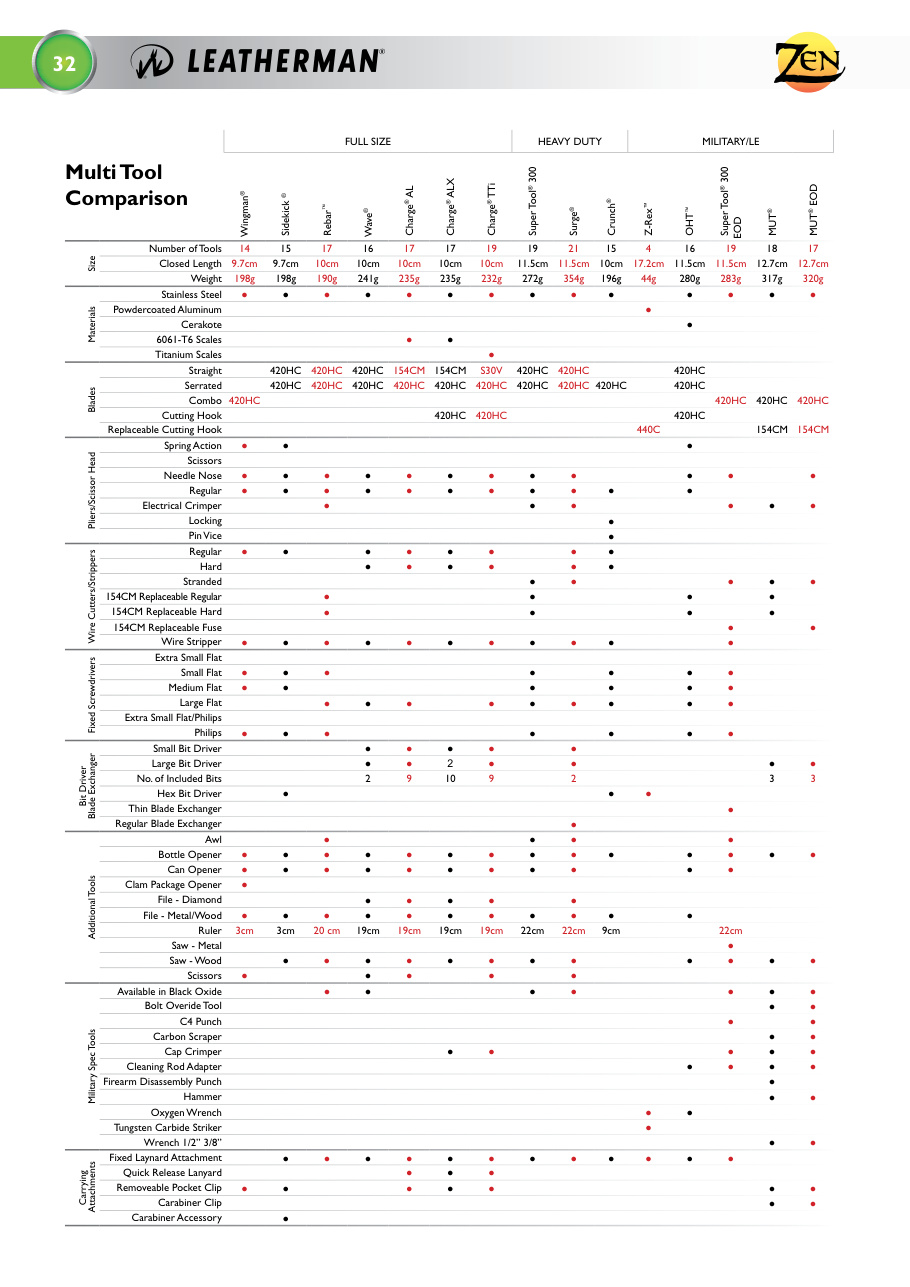 32
LEATHERMAN®
ZEN
FULL SIZE HEAVY DUTY MILITARY/LE
Multi Tool
Comparison
Wingman® Sidekick ® Rebar™ Wave® Charge® AL Charge® ALX Charge® TTi Super Tool® 300 Surge® Crunch® Z-Rex™ OHT™ Super Tool® 300 EOD MUT® MUT® EOD
Size
Number of Tools 14 15 17 16 17 17 19 19 21 15 4 16 19 18 17
Closed Length 9.7cm 9.7cm 10cm 10cm 10cm 10cm 10cm 11.5cm 11.5cm 10cm 17.2cm 11.5cm 11.5cm 12.7cm 12.7cm
Weight 198g 198g 190g 241g 235g 235g 232g 272g 354g 196g 44g 280g 283g 317g 320g
Materials
Stainless Steel • • • • • • • • • • • • • •
Powdercoated Aluminum •
Cerakote •
6061-T6 Scales • •
Titanium Scales •
Blades
Straight 420HC 420HC 420HC 154CM 154CM S30V 420HC 420HC 420HC
Serrated 420HC 420HC 420HC 420HC 420HC 420HC 420HC 420HC 420HC 420HC
Combo 420HC 420HC 420HC 420HC
Cutting Hook 420HC 420HC 420HC
Replaceable Cutting Hook 440C 154CM 154CM
Pliers/Scissor Head
Spring Action • • •
Scissors
Needle Nose • • • • • • • • • • • •
Regular • • • • • • • • • • •
Electrical Crimper • • • • • •
Locking •
Pin Vice •
Wire Cutters/Strippers
Regular • • • • • • • •
Hard • • • • • •
Stranded • • • • •
154CM Replaceable Regular • • • •
154CM Replaceable Hard • • • •
154CM Replaceable Fuse • •
Wire Stripper • • • • • • • • • • •
Fixed Screwdrivers
Extra Small Flat
Small Flat • • • • • • •
Medium Flat • • • • • •
Large Flat • • • • • • • • •
Extra Small Flat/Philips
Philips • • • • • • •
Bit Driver
Blade Exchanger
Small Bit Driver • • • • •
Large Bit Driver • • 2 • • • •
No. of Included Bits 2 9 10 9 2 3 3
Hex Bit Driver • • •
Thin Blade Exchanger •
Regular Blade Exchanger •
Additional Tools
Awl • • • •
Bottle Opener • • • • • • • • • • • • • •
Can Opener • • • • • • • • • • •
Clam Package Opener •
File - Diamond • • • • •
File - Metal/Wood • • • • • • • • • • •
Ruler 3cm 3cm 20 cm 19cm 19cm 19cm 19cm 22cm 22cm 9cm 22cm
Saw - Metal •
Saw - Wood • • • • • • • • • • • •
Scissors • • • • •
Military Spec Tools
Available in Black Oxide • • • • • • •
Bolt Overide Tool • •
C4 Punch • •
Carbon Scraper • •
Cap Crimper • • • • •
Cleaning Rod Adapter • • • •
Firearm Disassembly Punch •
Hammer • •
Oxygen Wrench • •
Tungsten Carbide Striker •
Wrench 1/2” 3/8” • •
Carrying
Attachments
Fixed Laynard Attachment • • • • • • • • • • • •
Quick Release Lanyard • • •
Removeable Pocket Clip • • • • • • •
Carabiner Clip • •
Carabiner Accessory •